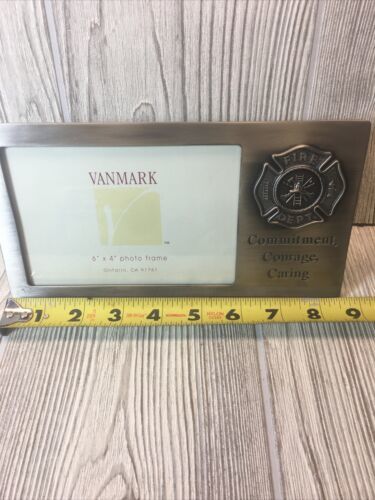 VANMARK
TM
6" x 4" photo frame
Ontario, CA 91761
FIRE
DEPT.
Commitment,
Courage,
Caring
1 2 3 4 5 6 7 8 9